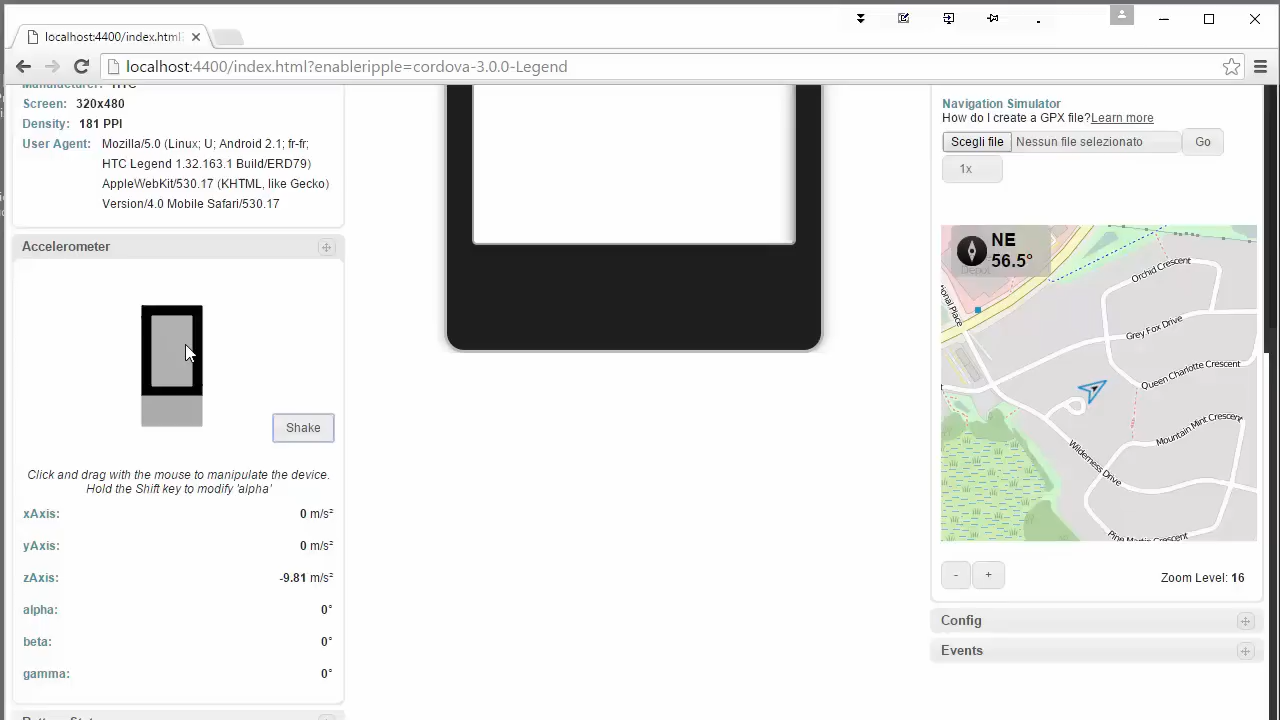 localhost:4400/index.html?
localhost:4400/index.html?enableripple=cordova-3.0.0-Legend
Manufacturer: HTC
Screen: 320x480
Density: 181 PPI
User Agent: Mozilla/5.0 (Linux; U; Android 2.1; fr-fr;
HTC Legend 1.32.163.1 Build/ERD79)
AppleWebKit/530.17 (KHTML, like Gecko)
Version/4.0 Mobile Safari/530.17
Accelerometer
Shake
Click and drag with the mouse to manipulate the device.
Hold the Shift key to modify 'alpha'
xAxis: 0 m/s²
yAxis: 0 m/s²
zAxis: -9.81 m/s²
alpha: 0°
beta: 0°
gamma: 0°
Navigation Simulator
How do I create a GPX file?Learn more
Scegli file Nessun file selezionato Go
1x
NE
56.5°
Orchid Crescent
Grey Fox Drive
Queen Charlotte Crescent
Mountain Mint Crescent
Wilderness Drive
Pine Martin Crescent
- + Zoom Level: 16
Config
Events